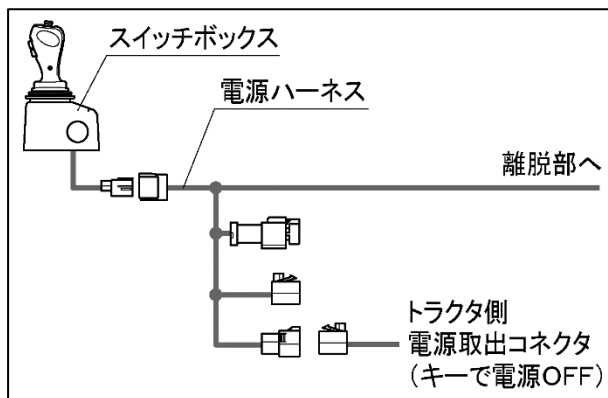 スイッチボックス
電源ハーネス
離脱部へ
トラクタ側
電源取出コネクタ
(キーで電源OFF)